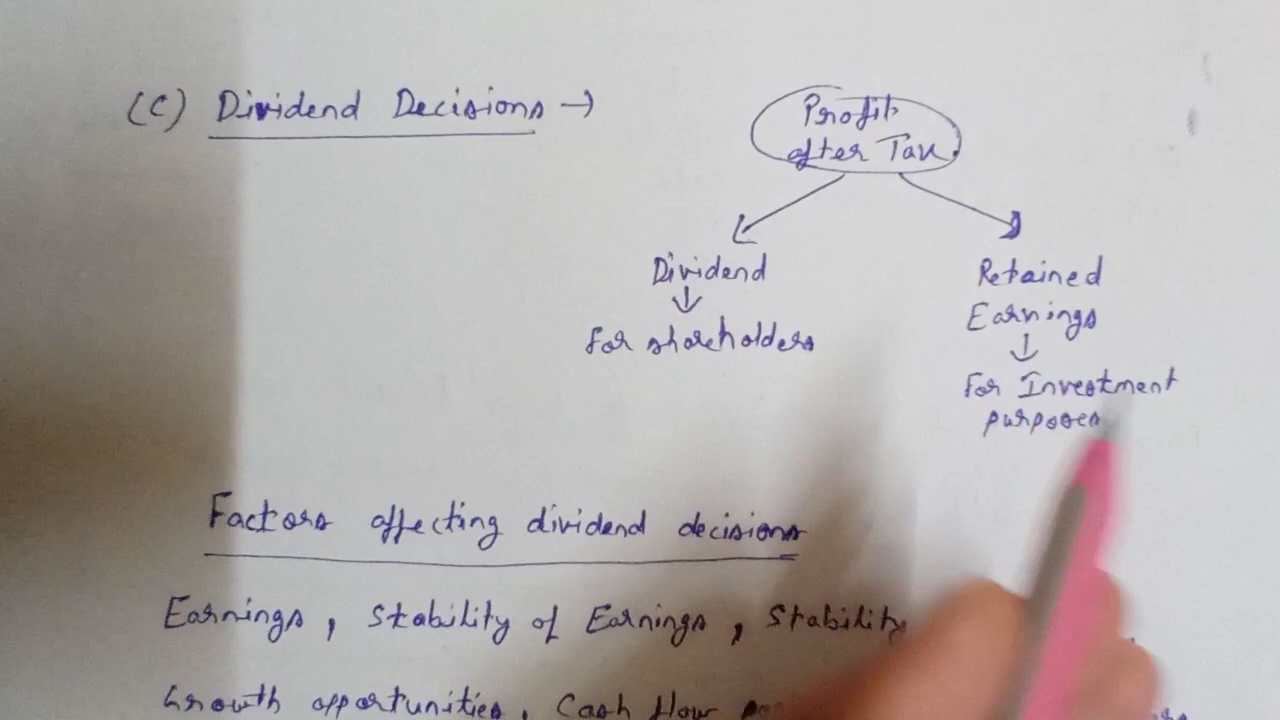 (C) Dividend Decisions →
Profit
after Tax.
Dividend
↓
For shareholders
Retained
Earnings
↓
For Investment
purposes
Factors affecting dividend decisions
Earnings, Stability of Earnings, Stability
Growth opportunities, Cash flow